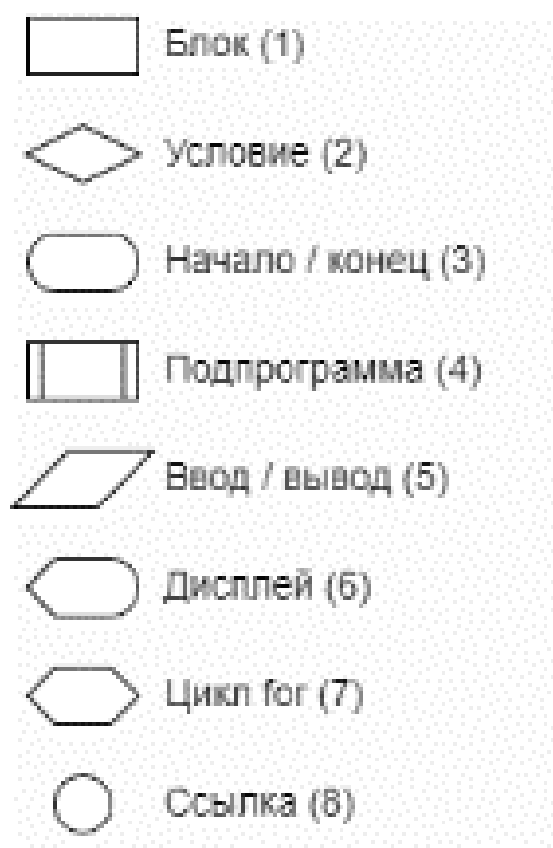 Блок (1)
Условие (2)
Начало / конец (3)
Подпрограмма (4)
Ввод / вывод (5)
Дисплей (6)
Цикл for (7)
Ссылка (8)